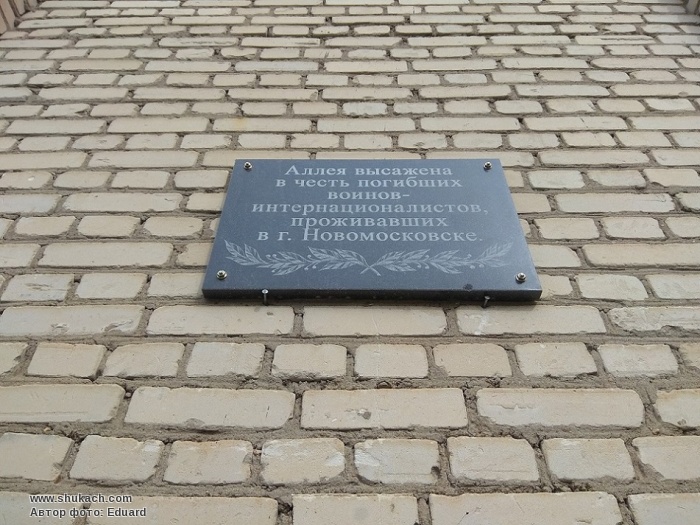 Аллея высажена
в честь погибших
воинов-
интернационалистов,
проживавших
в г. Новомосковске.
www.shukach.com
Автор фото: Eduard